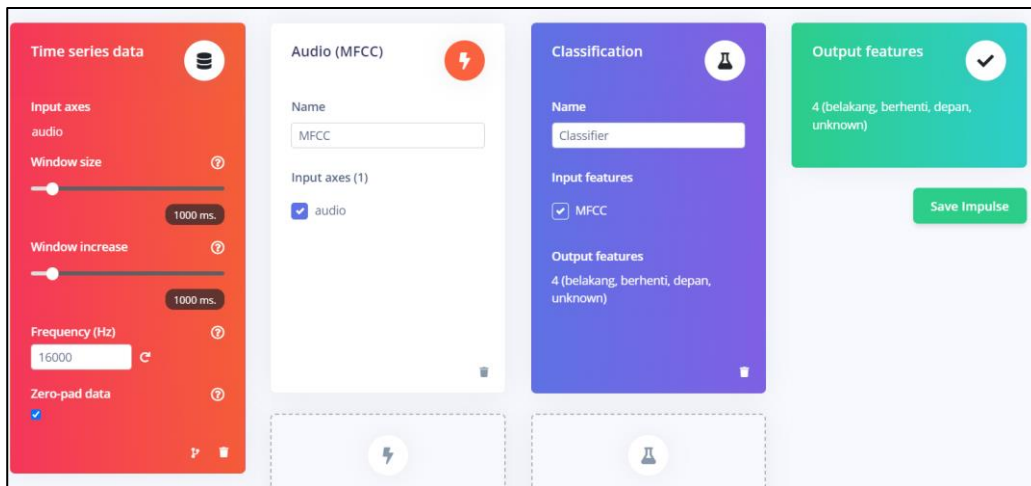 Time series data
Input axes
audio
Window size
1000 ms.
Window increase
1000 ms.
Frequency (Hz)
16000
Zero-pad data
Audio (MFCC)
Name
MFCC
Input axes (1)
audio
Classification
Name
Classifier
Input features
MFCC
Output features
4 (belakang, berhenti, depan,
unknown)
Output features
4 (belakang, berhenti, depan,
unknown)
Save Impulse